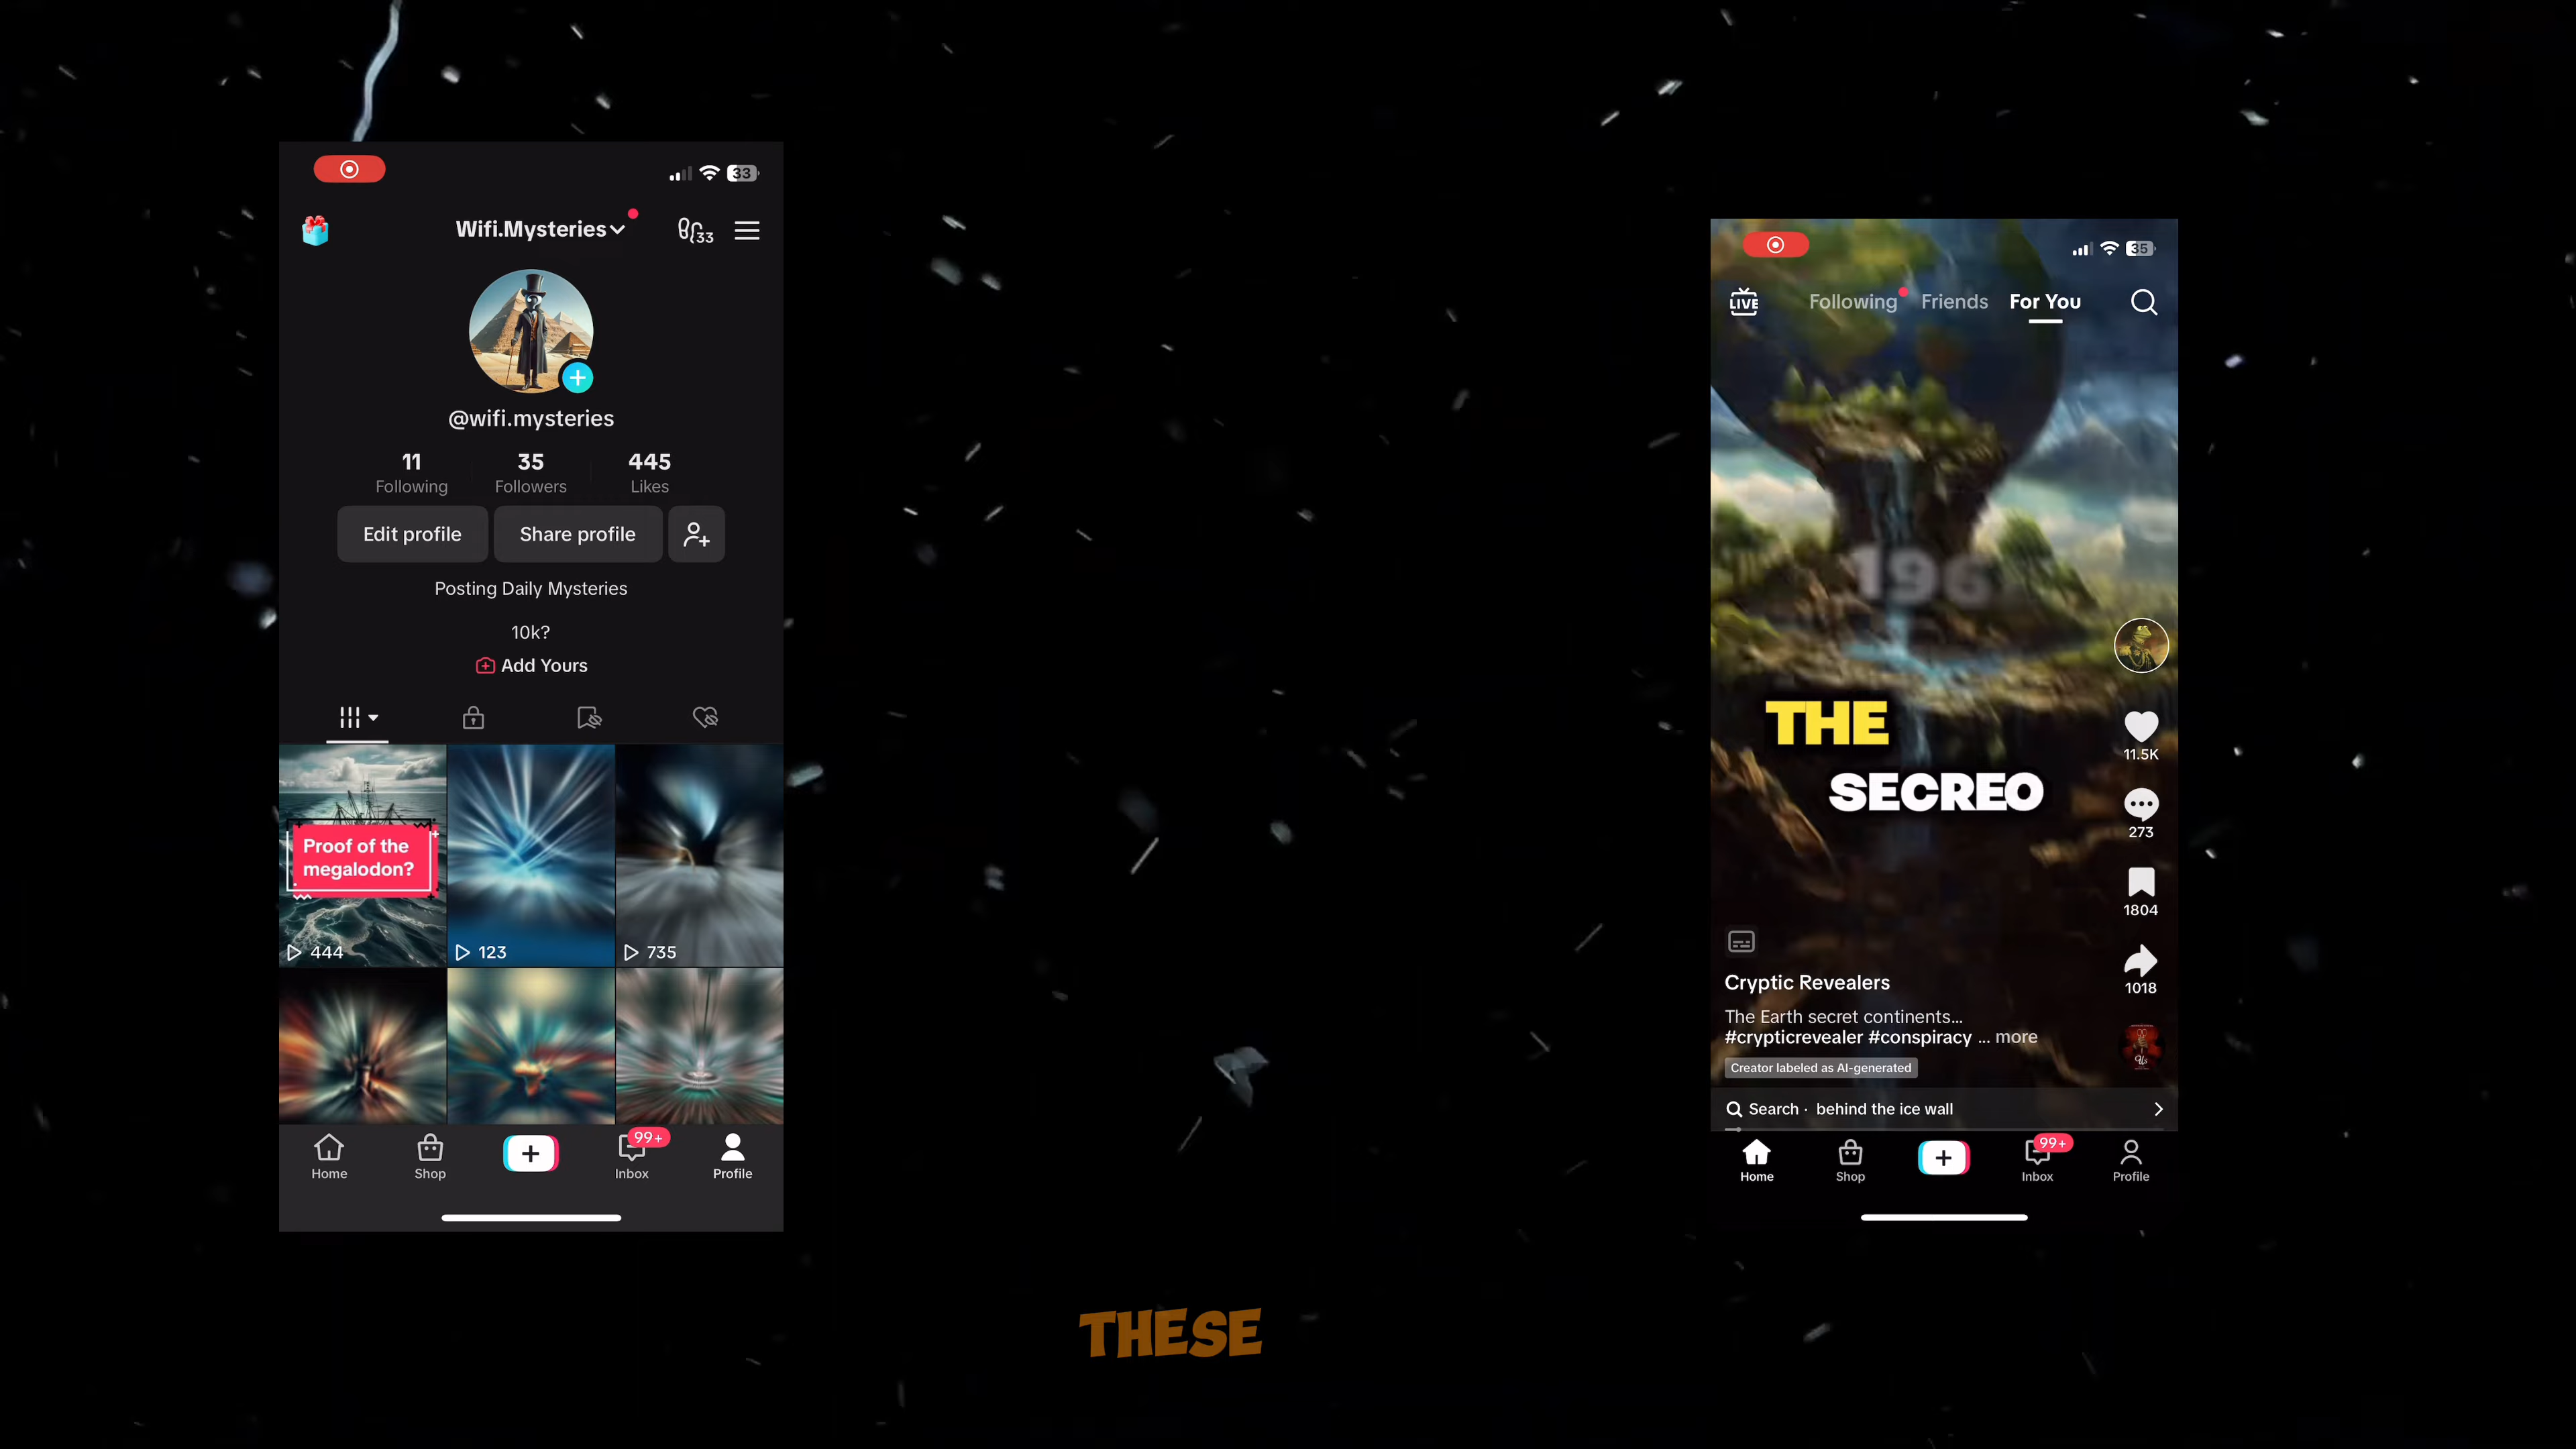 33
Wifi.Mysteries
33
@wifi.mysteries
11
35
445
Following
Followers
Likes
Edit profile
Share profile
Posting Daily Mysteries
10k?
Add Yours
Proof of the
megalodon?
444
123
735
99+
Home
Shop
Inbox
Profile
35
LIVE
Following
Friends
For You
196
THE
SECREO
11.5K
273
1804
1018
Cryptic Revealers
The Earth secret continents...
#crypticrevealer #conspiracy ... more
Creator labeled as AI-generated
Search · behind the ice wall
99+
Home
Shop
Inbox
Profile
THESE